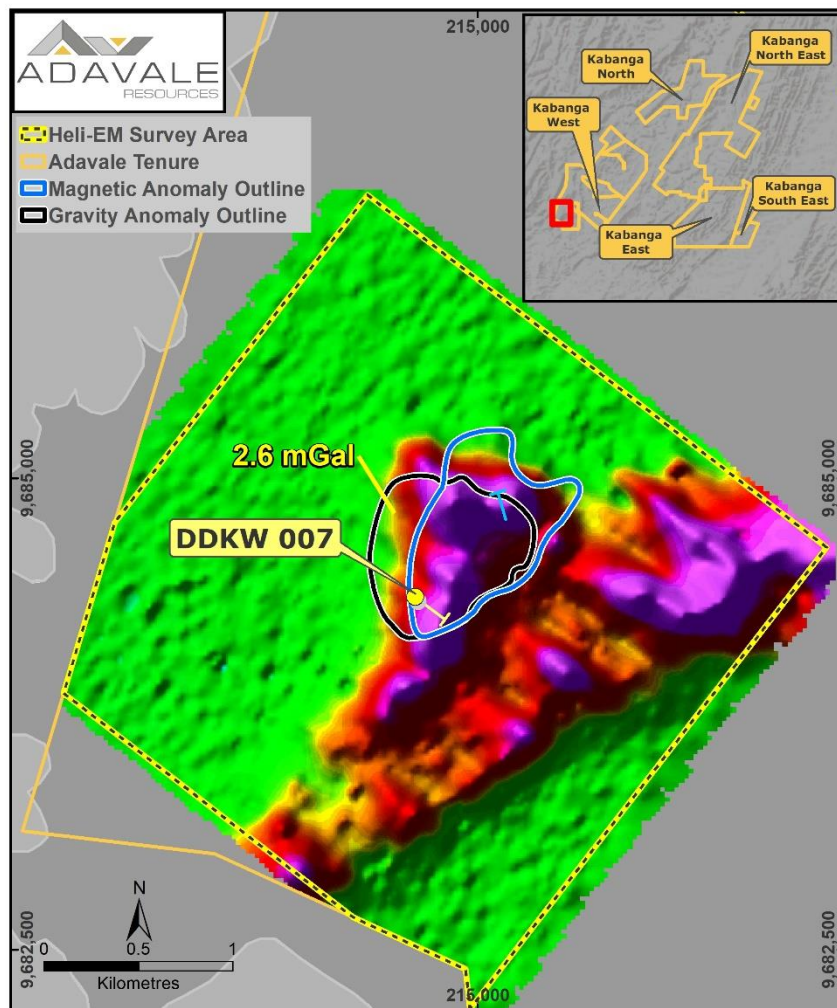 ADAVALE
RESOURCES
Heli-EM Survey Area
Adavale Tenure
Magnetic Anomaly Outline
Gravity Anomaly Outline
215,000
Kabanga
North East
Kabanga
North
Kabanga
West
Kabanga
South East
Kabanga
East
9,685,000
9,685,000
2.6 mGal
DDKW 007
N
0 0.5 1
Kilometres
9,682,500
9,682,500
215,000